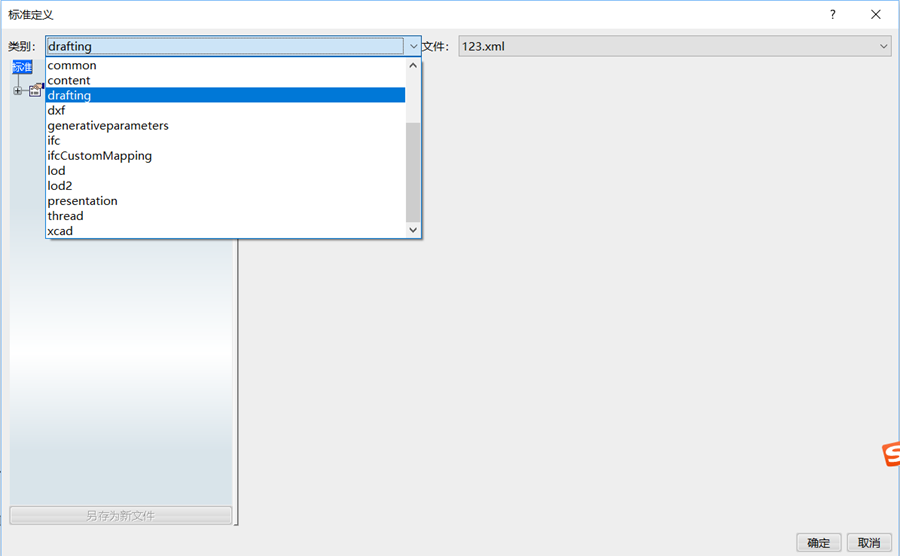 标准定义
类别： drafting 文件： 123.xml
标准
common
content
drafting
dxf
generativeparameters
ifc
ifcCustomMapping
lod
lod2
presentation
thread
xcad
另存为新文件
确定 取消